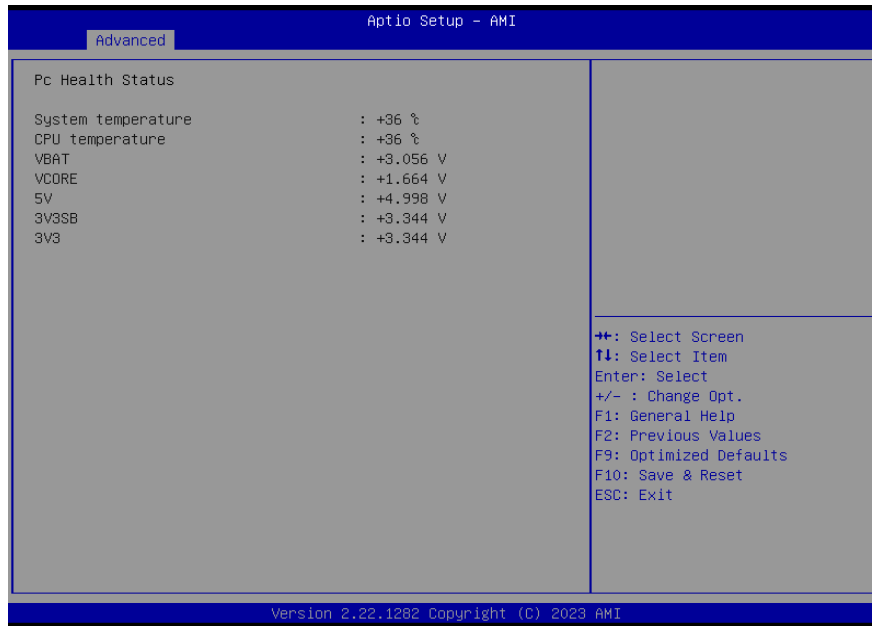 Aptio Setup - AMI
Advanced
Pc Health Status
System temperature : +36 ℃
CPU temperature : +36 ℃
VBAT : +3.056 V
VCORE : +1.664 V
5V : +4.998 V
3V3SB : +3.344 V
3V3 : +3.344 V
→←: Select Screen
↑↓: Select Item
Enter: Select
+/- : Change Opt.
F1: General Help
F2: Previous Values
F9: Optimized Defaults
F10: Save & Reset
ESC: Exit
Version 2.22.1282 Copyright (C) 2023 AMI